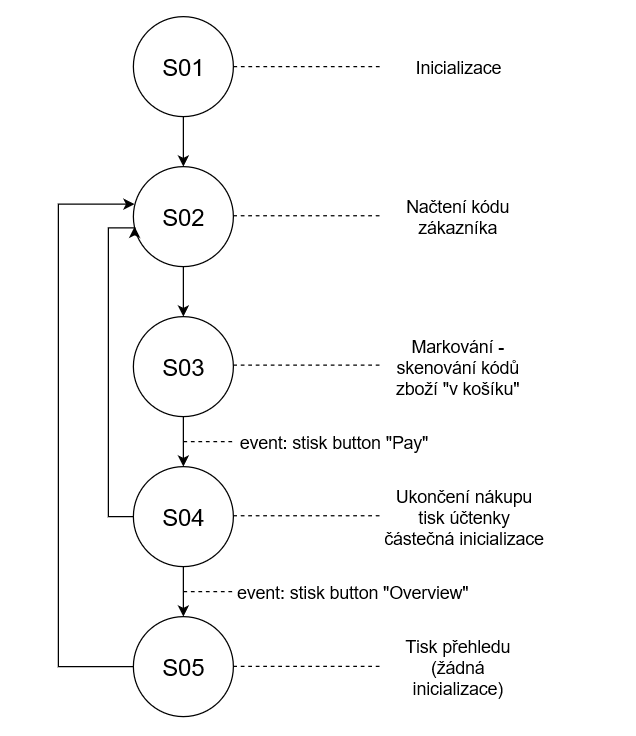 S01
Inicializace
S02
Načtení kódu
zákazníka
S03
Markování -
skenování kódů
zboží "v košíku"
event: stisk button "Pay"
S04
Ukončení nákupu
tisk účtenky
částečná inicializace
event: stisk button "Overview"
S05
Tisk přehledu
(žádná
inicializace)